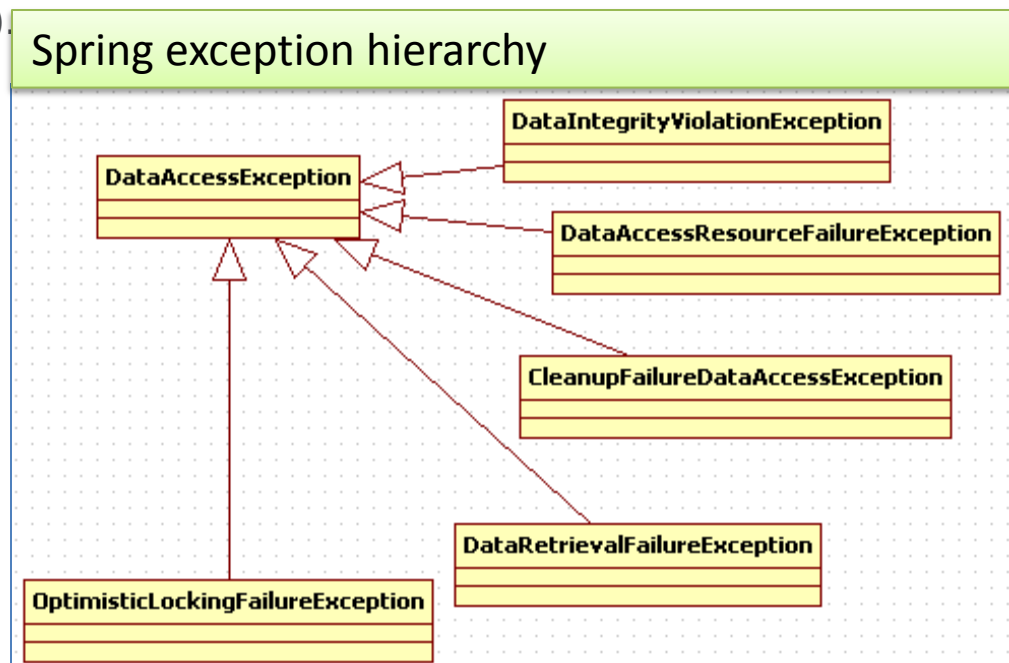 ).
Spring exception hierarchy
DataIntegrityViolationException
DataAccessException
DataAccessResourceFailureException
CleanupFailureDataAccessException
DataRetrievalFailureException
OptimisticLockingFailureException